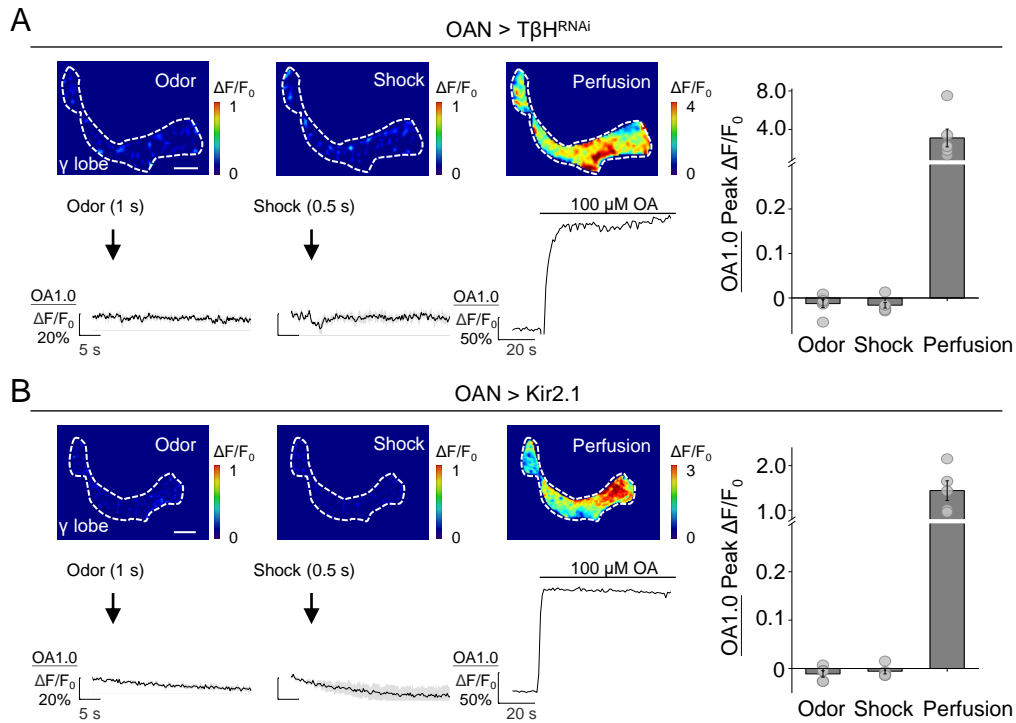 A
OAN > TβHRNAi
Odor
ΔF/F0
1
0
γ lobe
Shock
ΔF/F0
1
0
Perfusion
ΔF/F0
4
0
Odor (1 s)
Shock (0.5 s)
100 μM OA
OA1.0
ΔF/F0
20%
5 s
OA1.0
ΔF/F0
50%
20 s
OA1.0 Peak ΔF/F0
8.0
4.0
0.2
0.1
0
Odor Shock Perfusion
B
OAN > Kir2.1
Odor
ΔF/F0
1
0
γ lobe
Shock
ΔF/F0
1
0
Perfusion
ΔF/F0
3
0
Odor (1 s)
Shock (0.5 s)
100 μM OA
OA1.0
ΔF/F0
20%
5 s
OA1.0
ΔF/F0
50%
20 s
OA1.0 Peak ΔF/F0
2.0
1.0
0.2
0.1
0
Odor Shock Perfusion